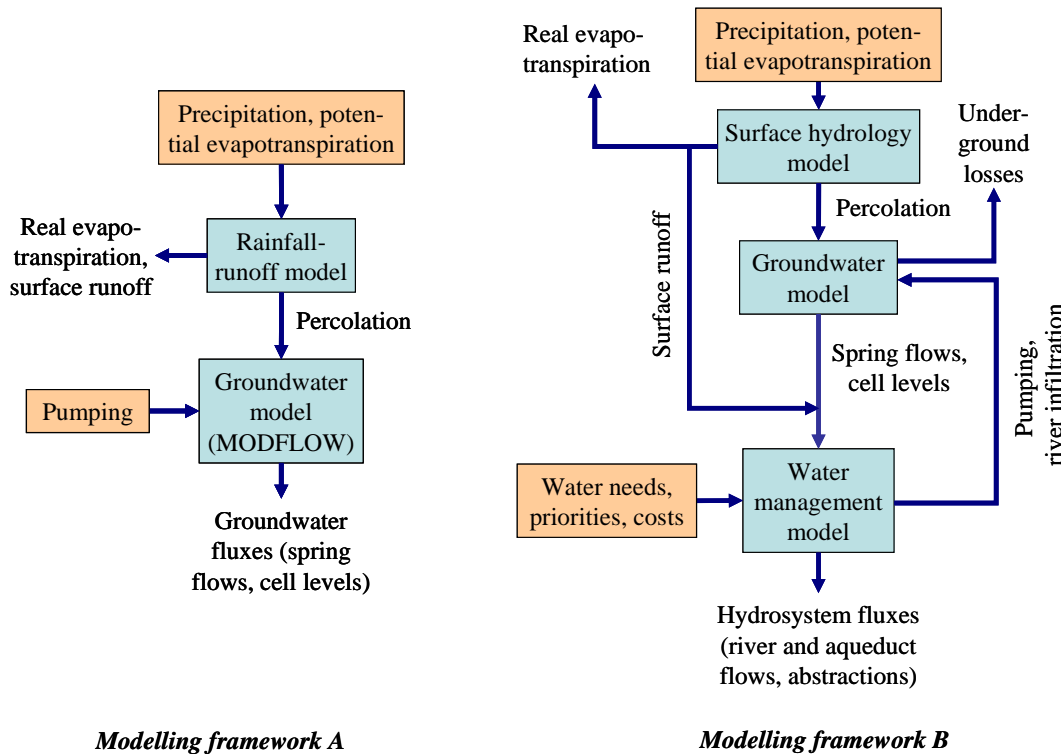 Precipitation, poten-
tial evapotranspiration
Real evapo-
transpiration,
surface runoff
Rainfall-
runoff model
Percolation
Pumping
Groundwater
model
(MODFLOW)
Groundwater
fluxes (spring
flows, cell levels)
Modelling framework A
Real evapo-
transpiration
Precipitation, poten-
tial evapotranspiration
Surface hydrology
model
Under-
ground
losses
Percolation
Surface runoff
Groundwater
model
Spring flows,
cell levels
Pumping,
river infiltration
Water needs,
priorities, costs
Water
management
model
Hydrosystem fluxes
(river and aqueduct
flows, abstractions)
Modelling framework B